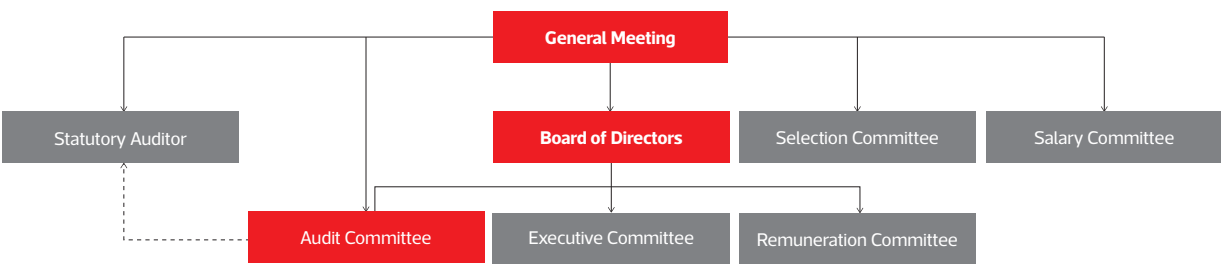 General Meeting
Statutory Auditor
Board of Directors
Selection Committee
Salary Committee
Audit Committee
Executive Committee
Remuneration Committee